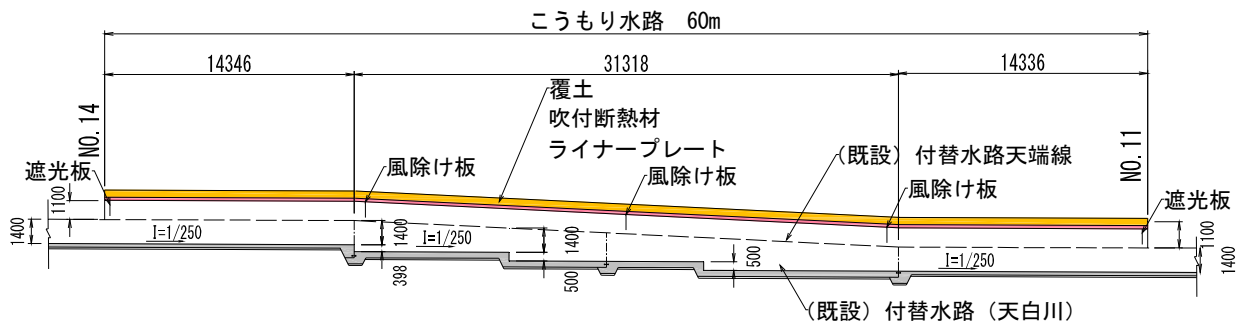 こうもり水路 60m
14346
31318
14336
NO.14
NO.11
覆土
吹付断熱材
ライナープレート
遮光板
風除け板
風除け板
(既設) 付替水路天端線
風除け板
遮光板
1100
1400
I=1/250
1400
398
I=1/250
1400
500
500
I=1/250
1100
1400
(既設) 付替水路 (天白川)